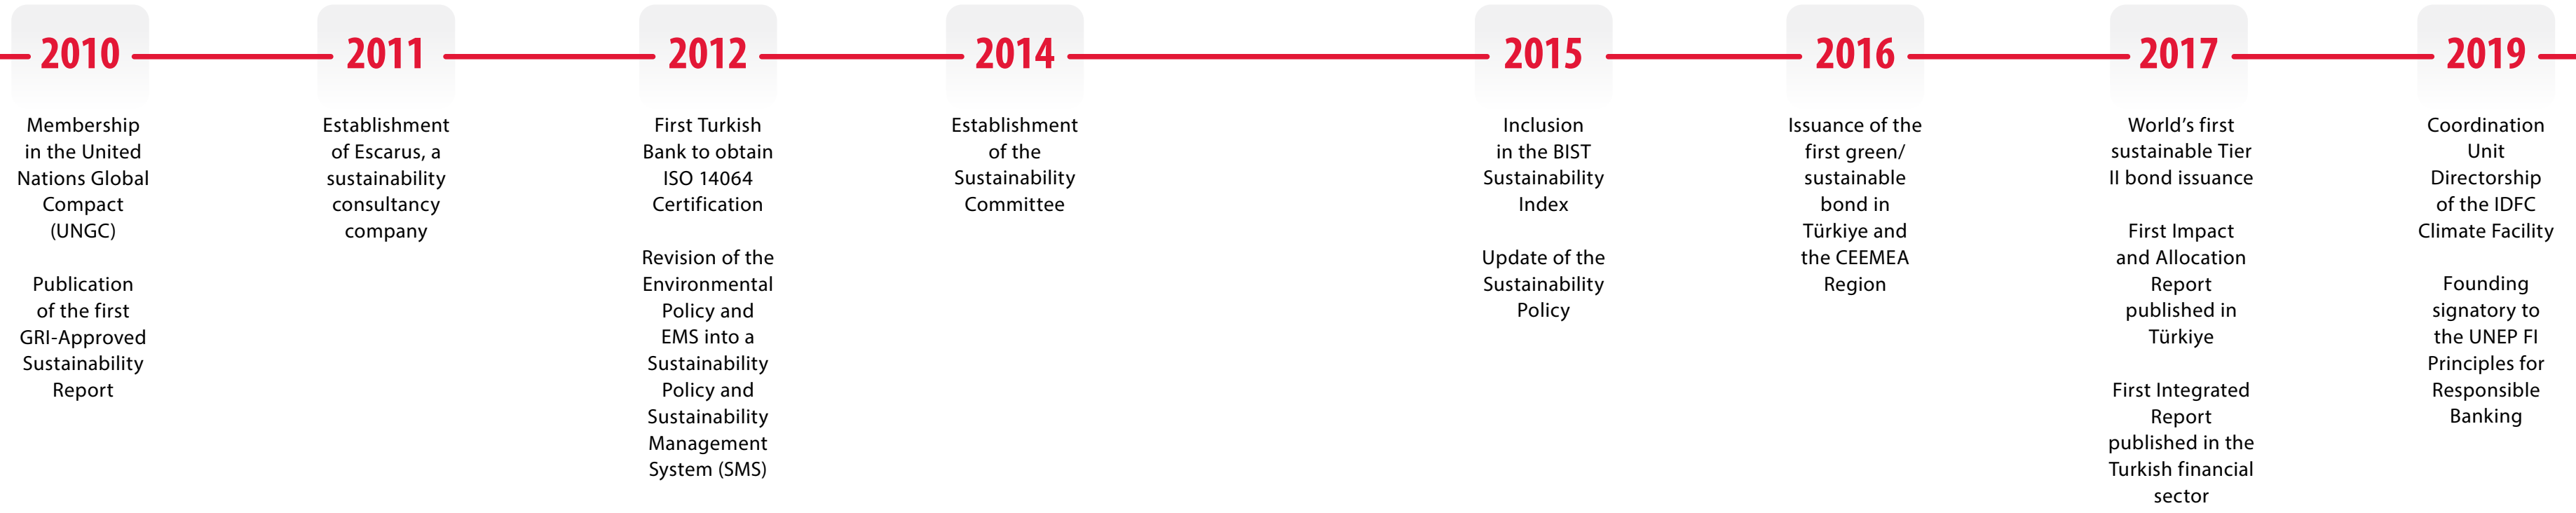 2010
Membership
in the United
Nations Global
Compact
(UNGC)
Publication
of the first
GRI-Approved
Sustainability
Report
2011
Establishment
of Escarus, a
sustainability
consultancy
company
2012
First Turkish
Bank to obtain
ISO 14064
Certification
Revision of the
Environmental
Policy and
EMS into a
Sustainability
Policy and
Sustainability
Management
System (SMS)
2014
Establishment
of the
Sustainability
Committee
2015
Inclusion
in the BIST
Sustainability
Index
Update of the
Sustainability
Policy
2016
Issuance of the
first green/
sustainable
bond in
Türkiye and
the CEEMEA
Region
2017
World’s first
sustainable Tier
II bond issuance
First Impact
and Allocation
Report
published in
Türkiye
First Integrated
Report
published in the
Turkish financial
sector
2019
Coordination
Unit
Directorship
of the IDFC
Climate Facility
Founding
signatory to
the UNEP FI
Principles for
Responsible
Banking